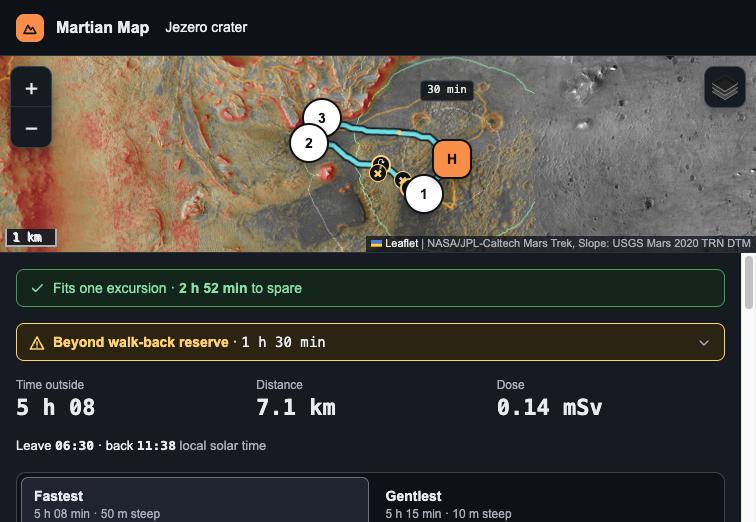 Martian Map Jezero crater
+
−
30 min
3
2
H
1
1 km
Leaflet | NASA/JPL-Caltech Mars Trek, Slope: USGS Mars 2020 TRN DTM
Fits one excursion · 2 h 52 min to spare
Beyond walk-back reserve · 1 h 30 min
Time outside Distance Dose
5 h 08 7.1 km 0.14 mSv
Leave 06:30 · back 11:38 local solar time
Fastest Gentlest
5 h 08 min · 50 m steep 5 h 15 min · 10 m steep